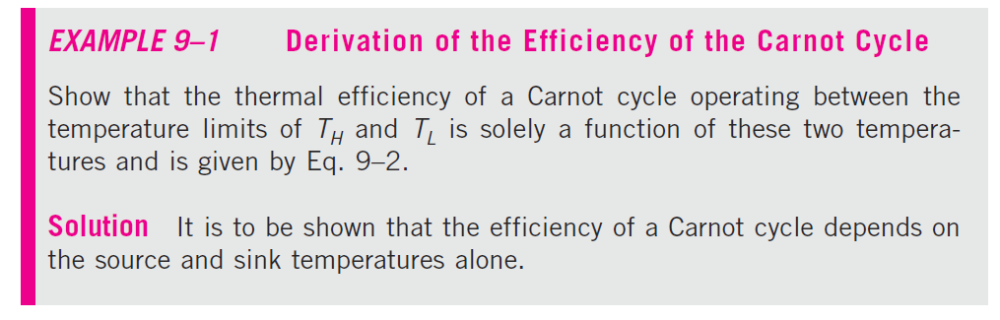 EXAMPLE 9–1 Derivation of the Efficiency of the Carnot Cycle
Show that the thermal efficiency of a Carnot cycle operating between the
temperature limits of T_H and T_L is solely a function of these two tempera-
tures and is given by Eq. 9–2.
Solution It is to be shown that the efficiency of a Carnot cycle depends on
the source and sink temperatures alone.